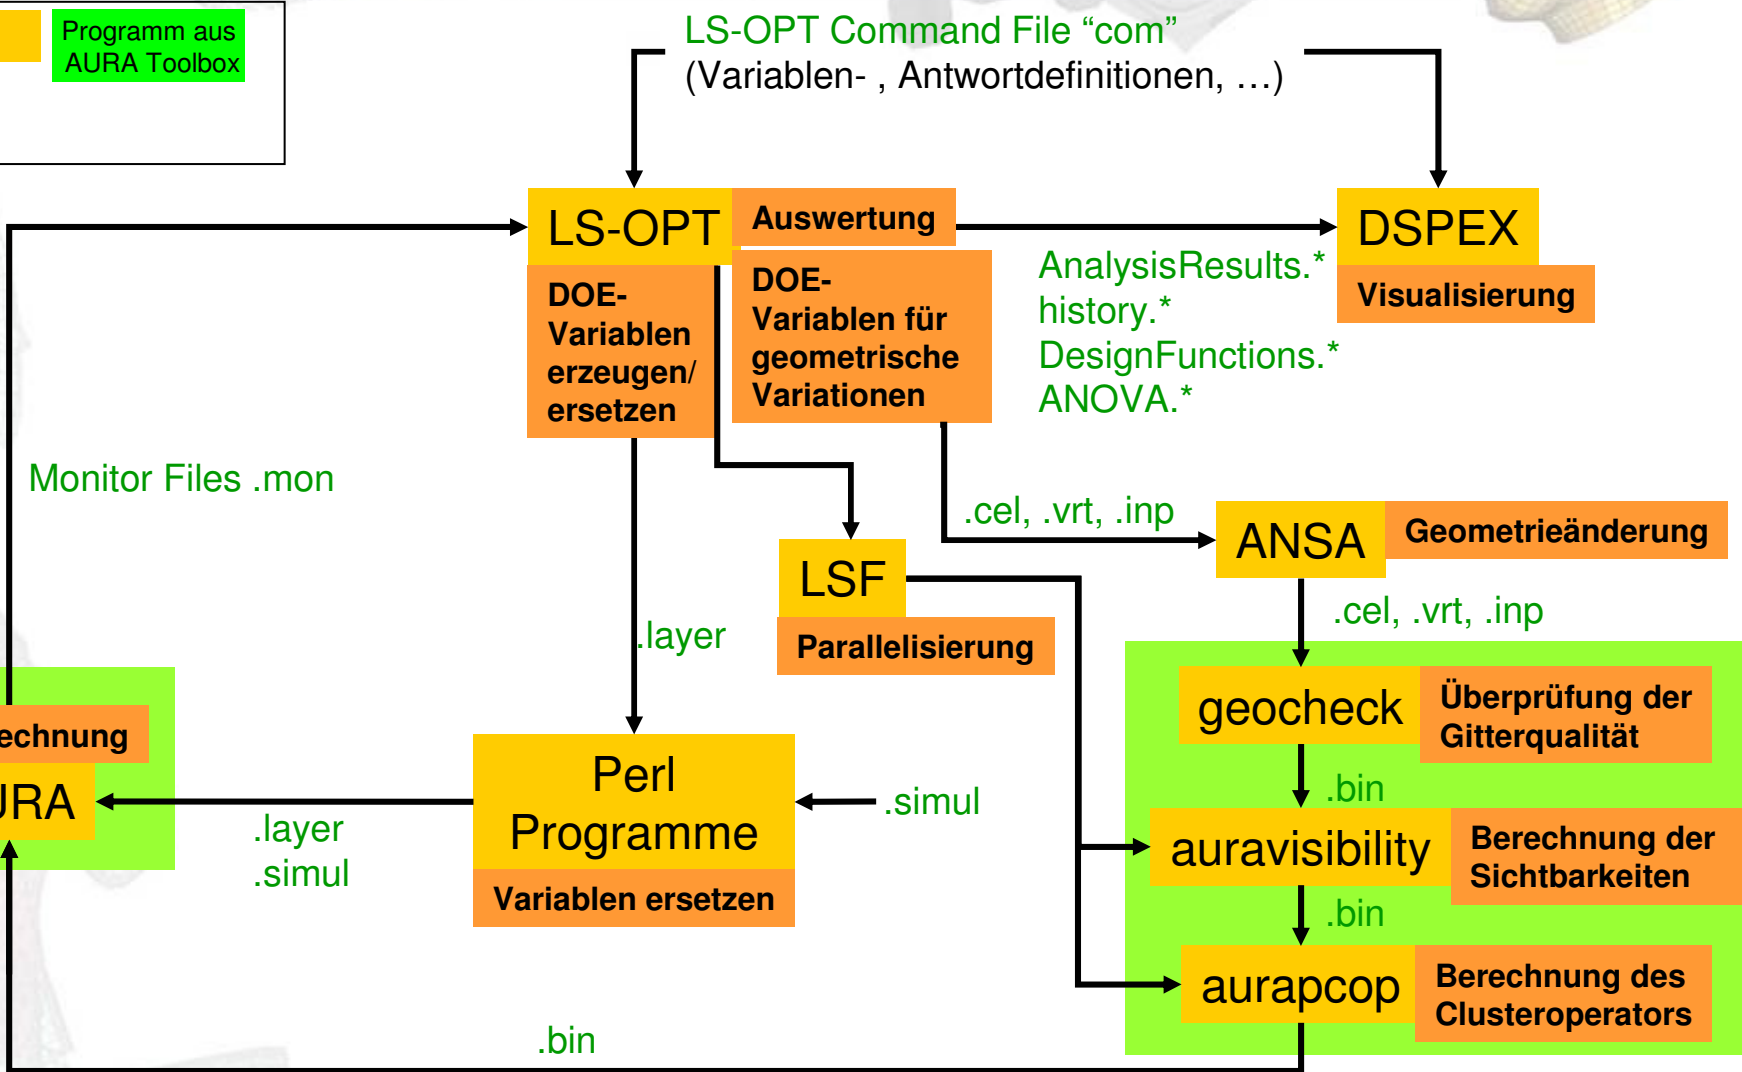 Programm aus
AURA Toolbox
LS-OPT Command File “com”
(Variablen- , Antwortdefinitionen, …)
LS-OPT
Auswertung
DSPEX
Visualisierung
DOE-
Variablen
erzeugen/
ersetzen
DOE-
Variablen für
geometrische
Variationen
AnalysisResults.*
history.*
DesignFunctions.*
ANOVA.*
Monitor Files .mon
.cel, .vrt, .inp
ANSA
Geometrieänderung
LSF
Parallelisierung
.layer
.cel, .vrt, .inp
geocheck
Überprüfung der
Gitterqualität
.bin
auravisibility
Berechnung der
Sichtbarkeiten
.bin
aurapcop
Berechnung des
Clusteroperators
echnung
URA
.layer
.simul
Perl
Programme
Variablen ersetzen
.simul
.bin